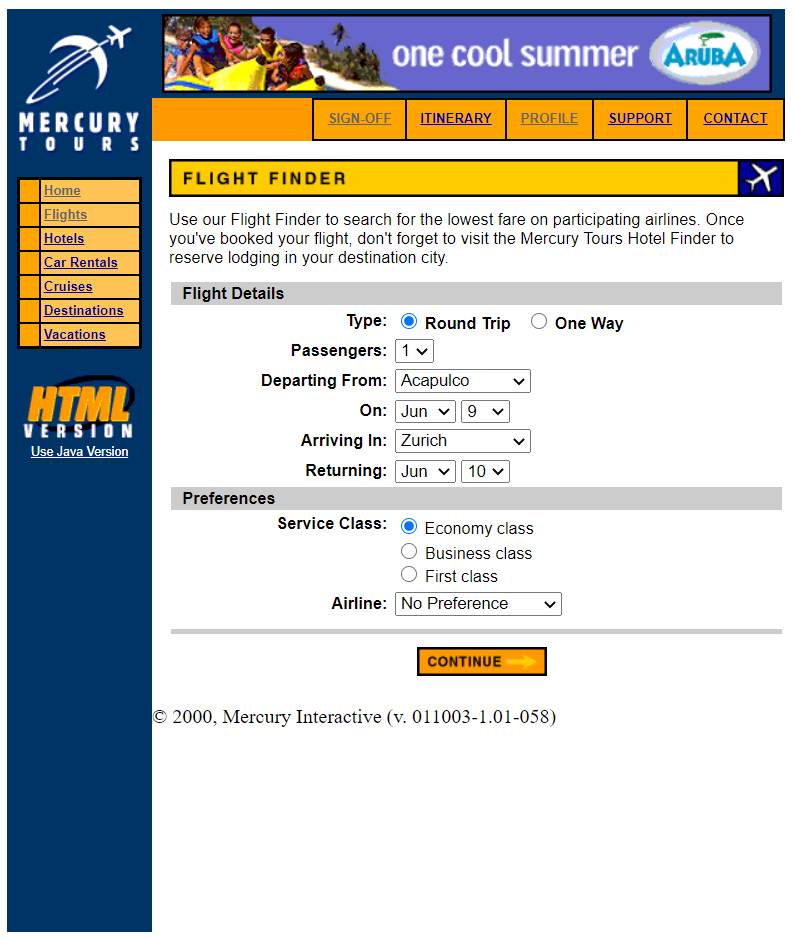 MERCURY
TOURS
one cool summer ARUBA
SIGN-OFF ITINERARY PROFILE SUPPORT CONTACT
Home
Flights
Hotels
Car Rentals
Cruises
Destinations
Vacations
HTML
VERSION
Use Java Version
FLIGHT FINDER
Use our Flight Finder to search for the lowest fare on participating airlines. Once
you've booked your flight, don't forget to visit the Mercury Tours Hotel Finder to
reserve lodging in your destination city.
Flight Details
Type: Round Trip One Way
Passengers: 1
Departing From: Acapulco
On: Jun 9
Arriving In: Zurich
Returning: Jun 10
Preferences
Service Class: Economy class
Business class
First class
Airline: No Preference
CONTINUE
© 2000, Mercury Interactive (v. 011003-1.01-058)